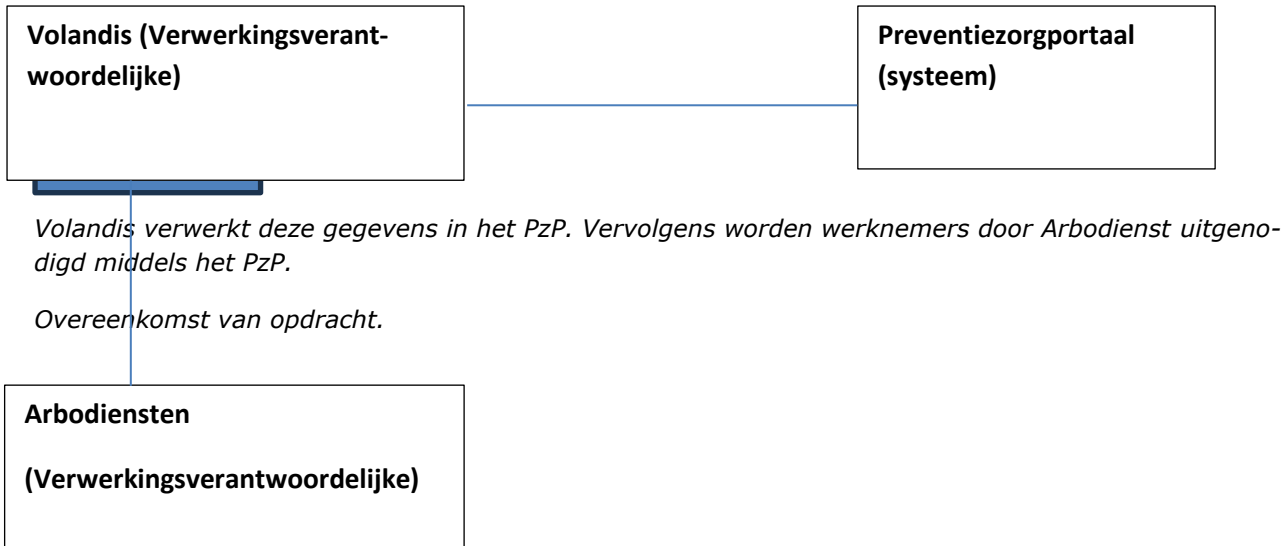 Volandis (Verwerkingsverant-
woordelijke)
Preventiezorgportaal
(systeem)
Volandis verwerkt deze gegevens in het PzP. Vervolgens worden werknemers door Arbodienst uitgeno-
digd middels het PzP.
Overeenkomst van opdracht.
Arbodiensten
(Verwerkingsverantwoordelijke)